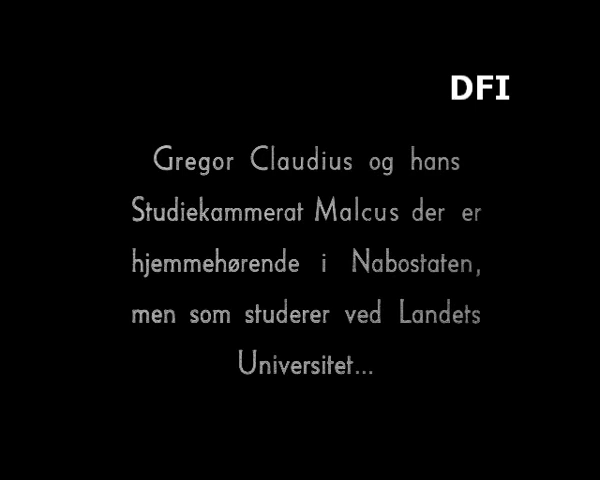 DFI
Gregor Claudius og hans
Studiekammerat Malcus der er
hjemmehørende i Nabostaten,
men som studerer ved Landets
Universitet...